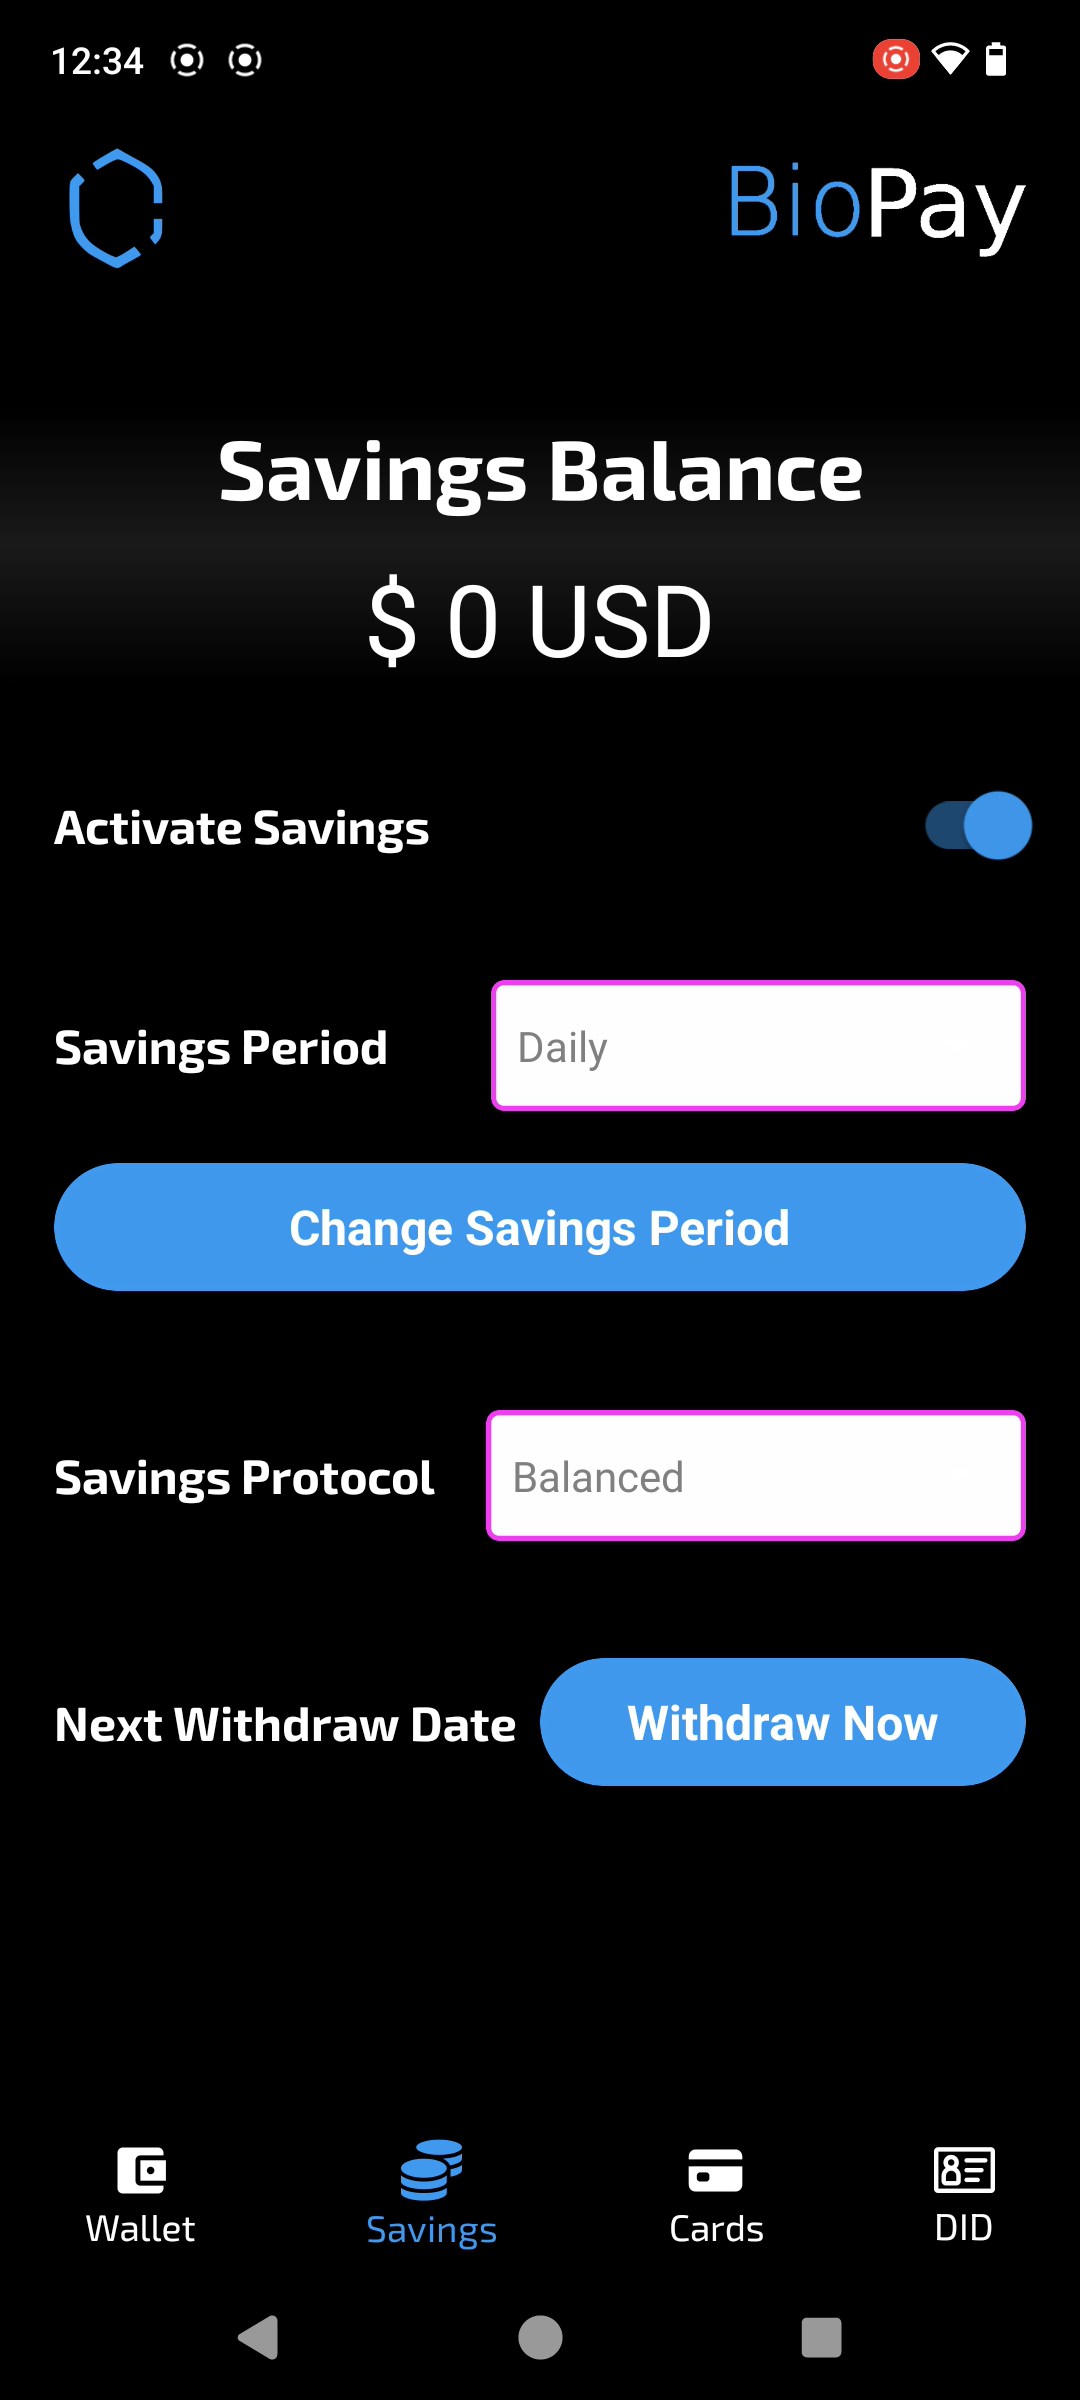 12:34
BioPay
Savings Balance
$ 0 USD
Activate Savings
Savings Period
Daily
Change Savings Period
Savings Protocol
Balanced
Next Withdraw Date
Withdraw Now
Wallet
Savings
Cards
DID